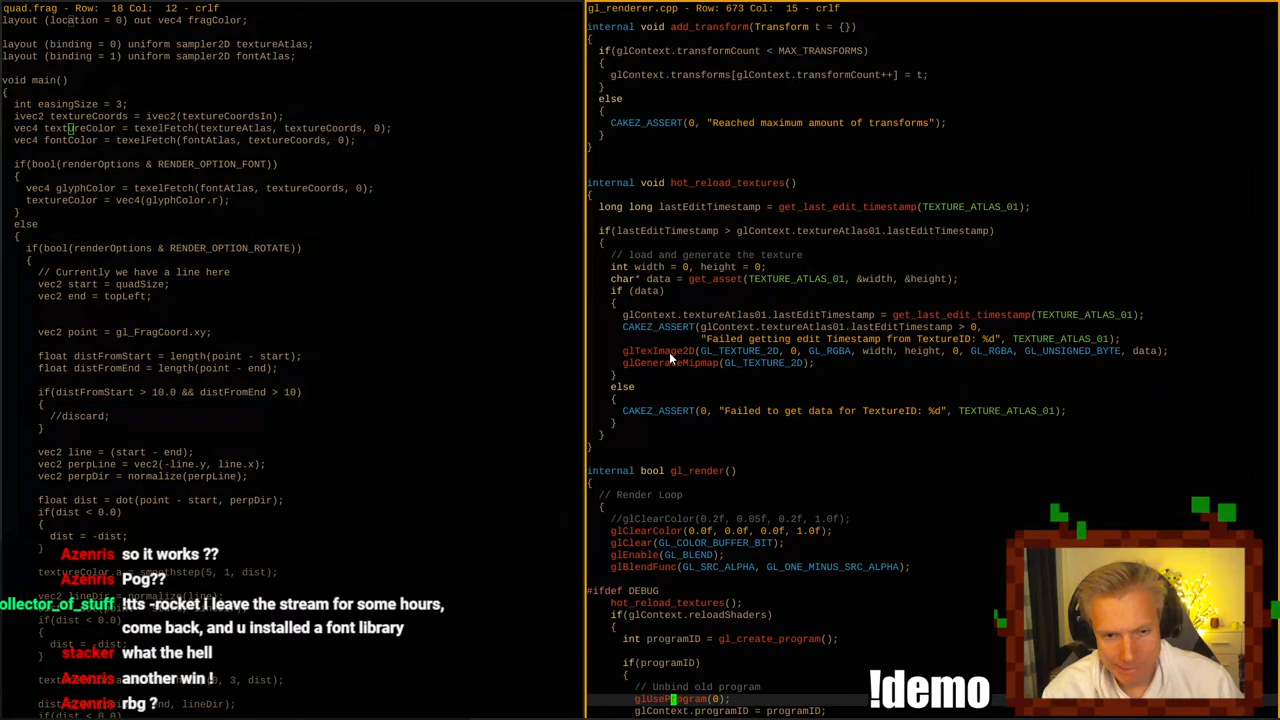 quad.frag - Row: 18 Col: 12 - crlf
layout (location = 0) out vec4 fragColor;
layout (binding = 0) uniform sampler2D textureAtlas;
layout (binding = 1) uniform sampler2D fontAtlas;
void main()
{
int easingSize = 3;
ivec2 textureCoords = ivec2(textureCoordsIn);
vec4 textureColor = texelFetch(textureAtlas, textureCoords, 0);
vec4 fontColor = texelFetch(fontAtlas, textureCoords, 0);
if(bool(renderOptions & RENDER_OPTION_FONT))
{
vec4 glyphColor = texelFetch(fontAtlas, textureCoords, 0);
textureColor = vec4(glyphColor.r);
}
else
{
if(bool(renderOptions & RENDER_OPTION_ROTATE))
{
// Currently we have a line here
vec2 start = quadSize;
vec2 end = topLeft;
vec2 point = gl_FragCoord.xy;
float distFromStart = length(point - start);
float distFromEnd = length(point - end);
if(distFromStart > 10.0 && distFromEnd > 10)
{
//discard;
}
vec2 line = (start - end);
vec2 perpLine = vec2(-line.y, line.x);
vec2 perpDir = normalize(perpLine);
float dist = dot(point - start, perpDir);
if(dist < 0.0)
{
dist = -dist;
}
Azenris so it works ??
Azenris Pog??
ollector_of_stuff !tts -rocket I leave the stream for some hours,
come back, and u installed a font library
stacker what the hell
Azenris another win !
Azenris rbg ?
gl_renderer.cpp - Row: 673 Col: 15 - crlf
internal void add_transform(Transform t = {})
{
if(glContext.transformCount < MAX_TRANSFORMS)
{
glContext.transforms[glContext.transformCount++] = t;
}
else
{
CAKEZ_ASSERT(0, "Reached maximum amount of transforms");
}
}
internal void hot_reload_textures()
{
long long lastEditTimestamp = get_last_edit_timestamp(TEXTURE_ATLAS_01);
if(lastEditTimestamp > glContext.textureAtlas01.lastEditTimestamp)
{
// load and generate the texture
int width = 0, height = 0;
char* data = get_asset(TEXTURE_ATLAS_01, &width, &height);
if (data)
{
glContext.textureAtlas01.lastEditTimestamp = get_last_edit_timestamp(TEXTURE_ATLAS_01);
CAKEZ_ASSERT(glContext.textureAtlas01.lastEditTimestamp > 0,
"Failed getting edit Timestamp from TextureID: %d", TEXTURE_ATLAS_01);
glTexImage2D(GL_TEXTURE_2D, 0, GL_RGBA, width, height, 0, GL_RGBA, GL_UNSIGNED_BYTE, data);
glGenerateMipmap(GL_TEXTURE_2D);
}
else
{
CAKEZ_ASSERT(0, "Failed to get data for TextureID: %d", TEXTURE_ATLAS_01);
}
}
}
internal bool gl_render()
{
// Render Loop
{
//glClearColor(0.2f, 0.05f, 0.2f, 1.0f);
glClearColor(0.0f, 0.0f, 0.0f, 1.0f);
glClear(GL_COLOR_BUFFER_BIT);
glEnable(GL_BLEND);
glBlendFunc(GL_SRC_ALPHA, GL_ONE_MINUS_SRC_ALPHA);
#ifdef DEBUG
hot_reload_textures();
if(glContext.reloadShaders)
{
int programID = gl_create_program();
if(programID)
{
// Unbind old program
glUseProgram(0);
glContext.programID = programID;
!demo